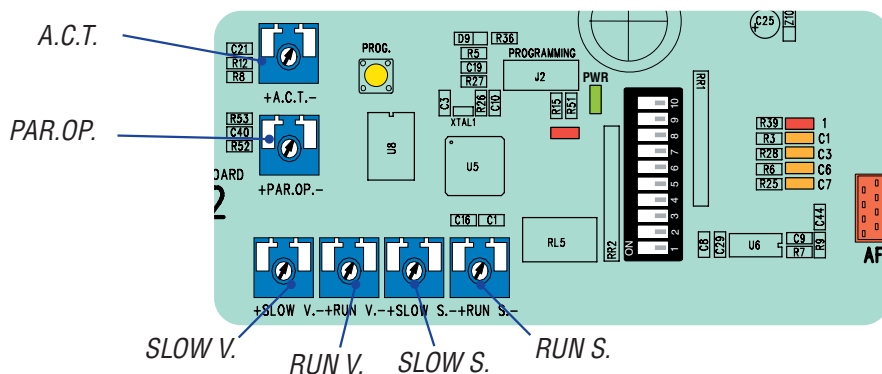 A.C.T.
PAR.OP.
C21
R12
R8
+A.C.T.-
R53
C40
R52
+PAR.OP.-
OARD
2
PROG.
D9
R36
R5
C19
R27
PROGRAMMING
J2
C3
R26
C10
XTAL1
R15
R51
PWR
U8
U5
C16
C1
RL5
RR2
ON
1
2
3
4
5
6
7
8
9
10
RR1
C25
Z10
R39
1
R3
C1
R28
C3
R6
C6
R25
C7
C8
C29
U6
C9
R7
R9
C44
AF
+SLOW V.-+RUN V.-+SLOW S.-+RUN S.-
SLOW V.
RUN V.
SLOW S.
RUN S.